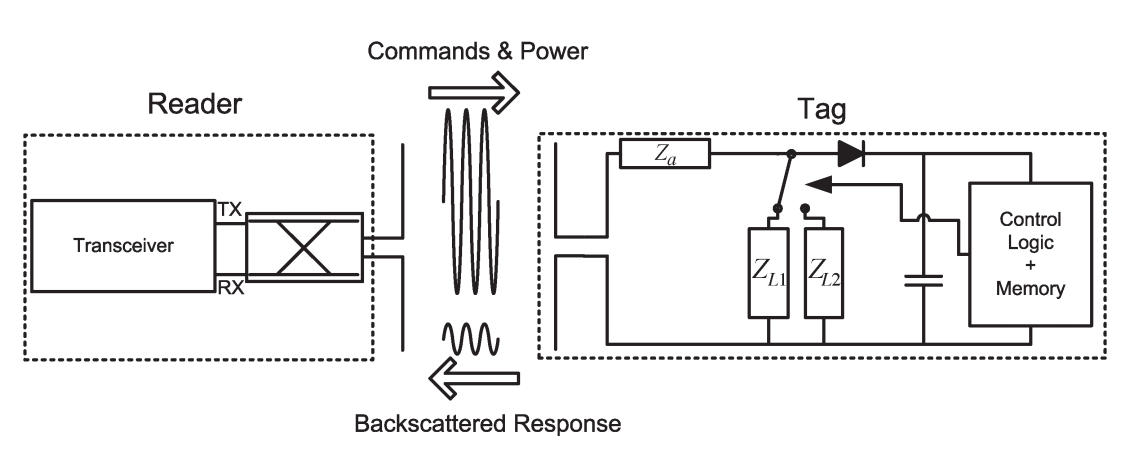 Commands & Power
Reader
Tag
Transceiver
TX
RX
Za
ZL1
ZL2
Control
Logic
+
Memory
Backscattered Response